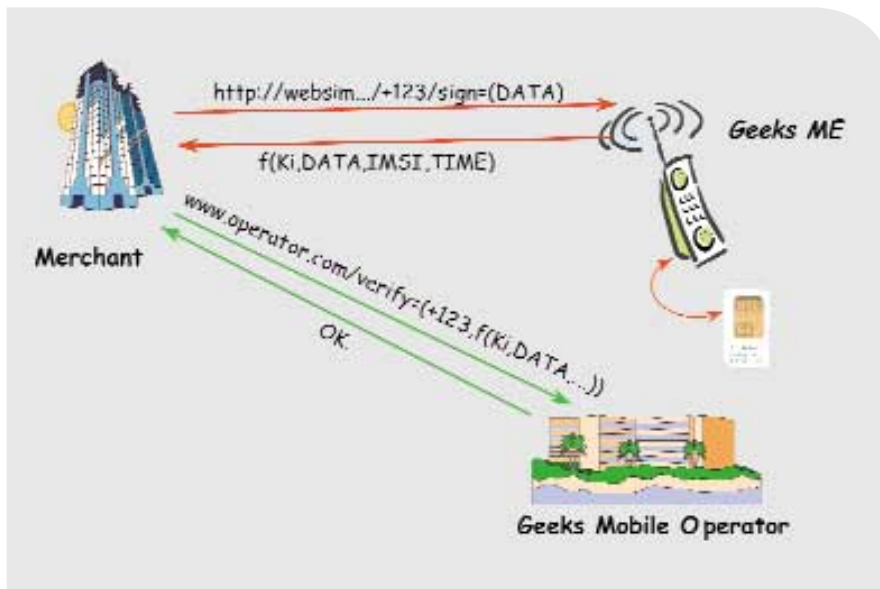 http://websim..../+123/sign=(DATA)
Geeks ME
f(Ki,DATA,IMSI,TIME)
www.operator.com/verify=(+123,f(Ki,DATA,...))
Merchant
OK.
Geeks Mobile Operator